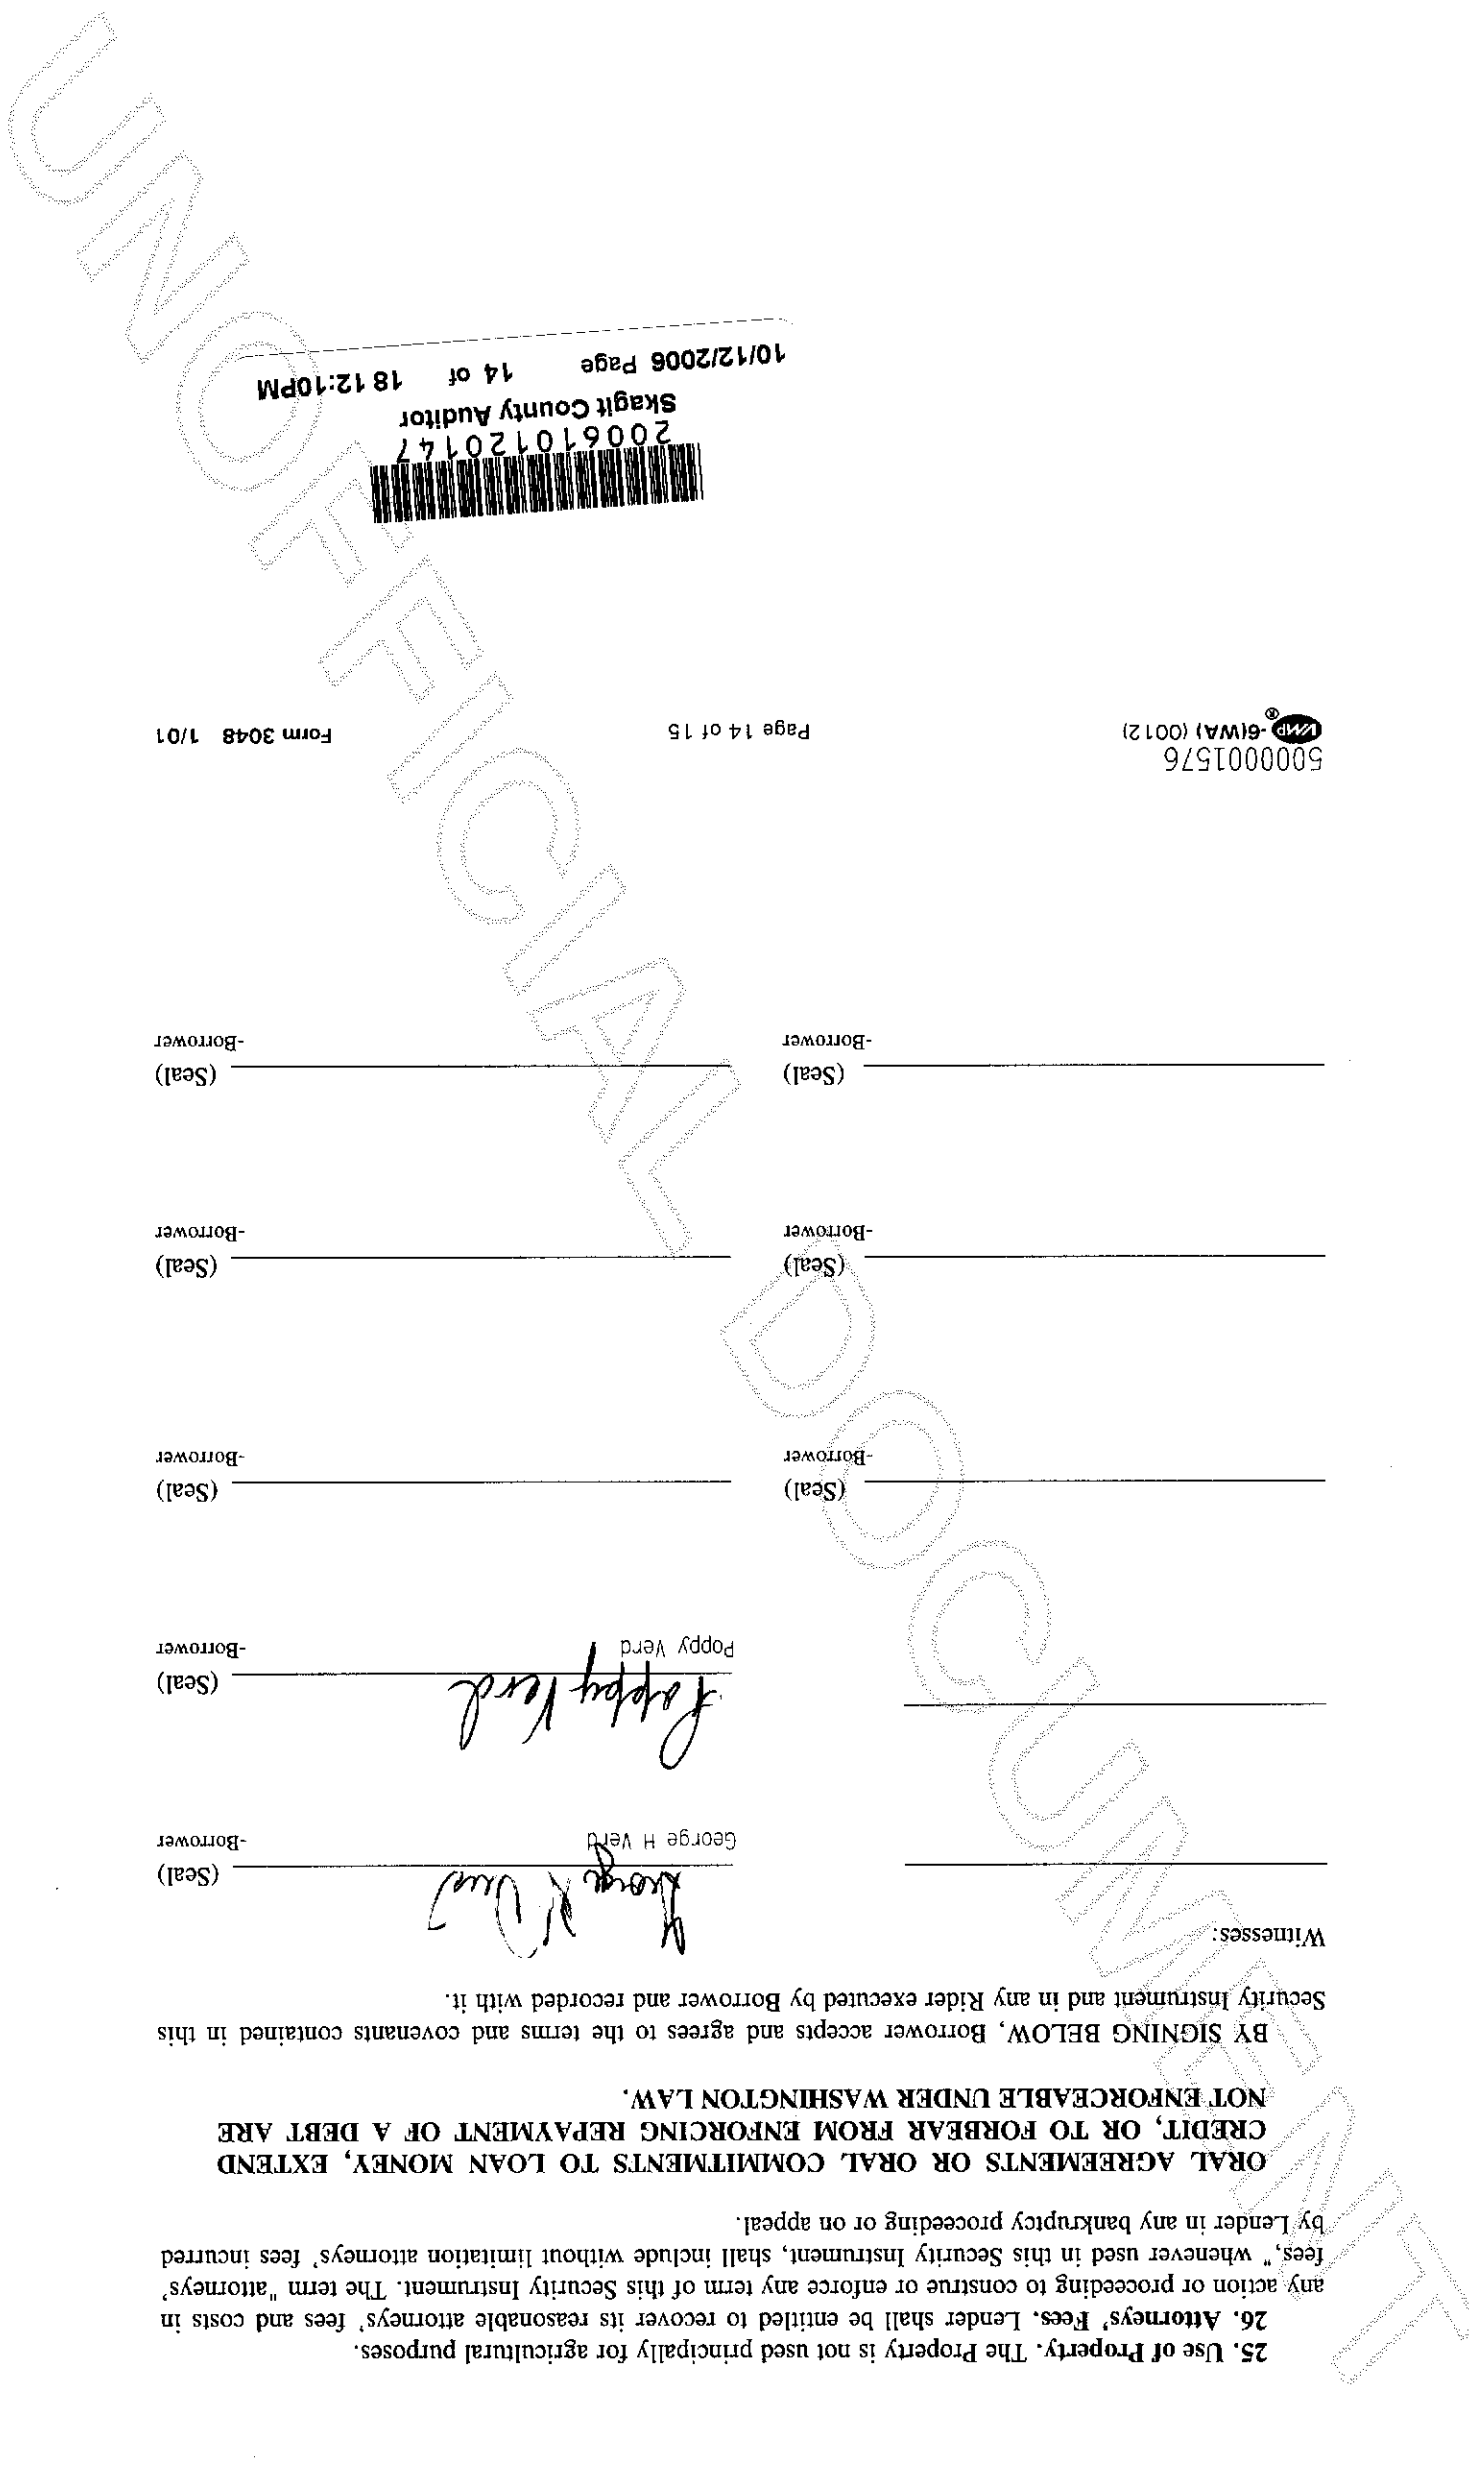 25. Use of Property. The Property is not used principally for agricultural purposes.
26. Attorneys' Fees. Lender shall be entitled to recover its reasonable attorneys' fees and costs in
any action or proceeding to construe or enforce any term of this Security Instrument. The term "attorneys'
fees," whenever used in this Security Instrument, shall include without limitation attorneys' fees incurred
by Lender in any bankruptcy proceeding or on appeal.
ORAL AGREEMENTS OR ORAL COMMITMENTS TO LOAN MONEY, EXTEND
CREDIT, OR TO FORBEAR FROM ENFORCING REPAYMENT OF A DEBT ARE
NOT ENFORCEABLE UNDER WASHINGTON LAW.
BY SIGNING BELOW, Borrower accepts and agrees to the terms and covenants contained in this
Security Instrument and in any Rider executed by Borrower and recorded with it.
Witnesses:
(Seal)
George H Verd -Borrower
Poppy Verd (Seal)
Poppy Verd -Borrower
(Seal) (Seal)
-Borrower -Borrower
(Seal) (Seal)
-Borrower -Borrower
(Seal) (Seal)
-Borrower -Borrower
5000001576
VMP®-6(WA) (0012) Page 14 of 15 Form 3048 1/01
200610120147
Skagit County Auditor
10/12/2006 Page 14 of 18 12:10PM
UNOFFICIAL DOCUMENT